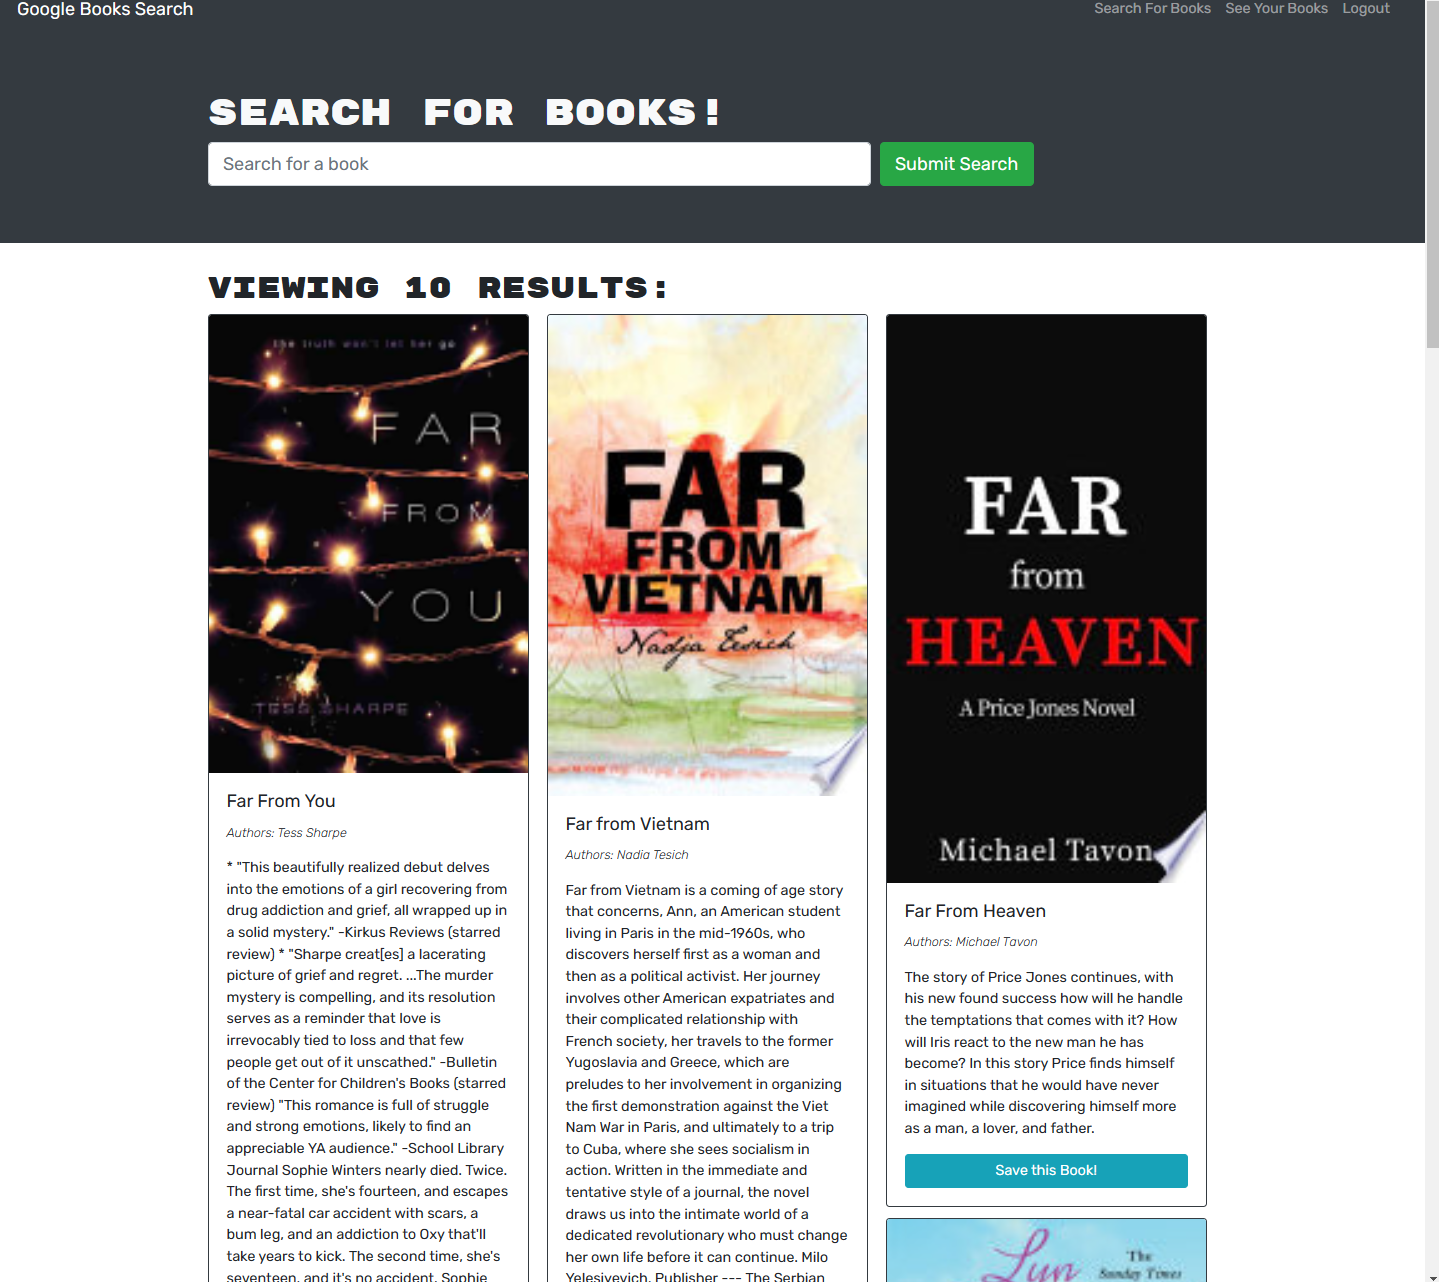 Google Books Search
Search For Books
See Your Books
Logout
SEARCH FOR BOOKS!
Search for a book
Submit Search
VIEWING 10 RESULTS:
the truth won't let her go
FAR
FROM
YOU
TESS SHARPE
Far From You
Authors: Tess Sharpe
* "This beautifully realized debut delves
into the emotions of a girl recovering from
drug addiction and grief, all wrapped up in
a solid mystery." -Kirkus Reviews (starred
review) * "Sharpe creat[es] a lacerating
picture of grief and regret. ...The murder
mystery is compelling, and its resolution
serves as a reminder that love is
irrevocably tied to loss and that few
people get out of it unscathed." -Bulletin
of the Center for Children's Books (starred
review) "This romance is full of struggle
and strong emotions, likely to find an
appreciable YA audience." -School Library
Journal Sophie Winters nearly died. Twice.
The first time, she's fourteen, and escapes
a near-fatal car accident with scars, a
bum leg, and an addiction to Oxy that'll
take years to kick. The second time, she's
seventeen, and it's no accident. Sophie
FAR
FROM
VIETNAM
Nadja Tesich
Far from Vietnam
Authors: Nadia Tesich
Far from Vietnam is a coming of age story
that concerns, Ann, an American student
living in Paris in the mid-1960s, who
discovers herself first as a woman and
then as a political activist. Her journey
involves other American expatriates and
their complicated relationship with
French society, her travels to the former
Yugoslavia and Greece, which are
preludes to her involvement in organizing
the first demonstration against the Viet
Nam War in Paris, and ultimately to a trip
to Cuba, where she sees socialism in
action. Written in the immediate and
tentative style of a journal, the novel
draws us into the intimate world of a
dedicated revolutionary who must change
her own life before it can continue. Milo
Yelesiyevich, Publisher --- The Serbian
FAR
from
HEAVEN
A Price Jones Novel
Michael Tavon
Far From Heaven
Authors: Michael Tavon
The story of Price Jones continues, with
his new found success how will he handle
the temptations that comes with it? How
will Iris react to the new man he has
become? In this story Price finds himself
in situations that he would have never
imagined while discovering himself more
as a man, a lover, and father.
Save this Book!
The
Sunday Times